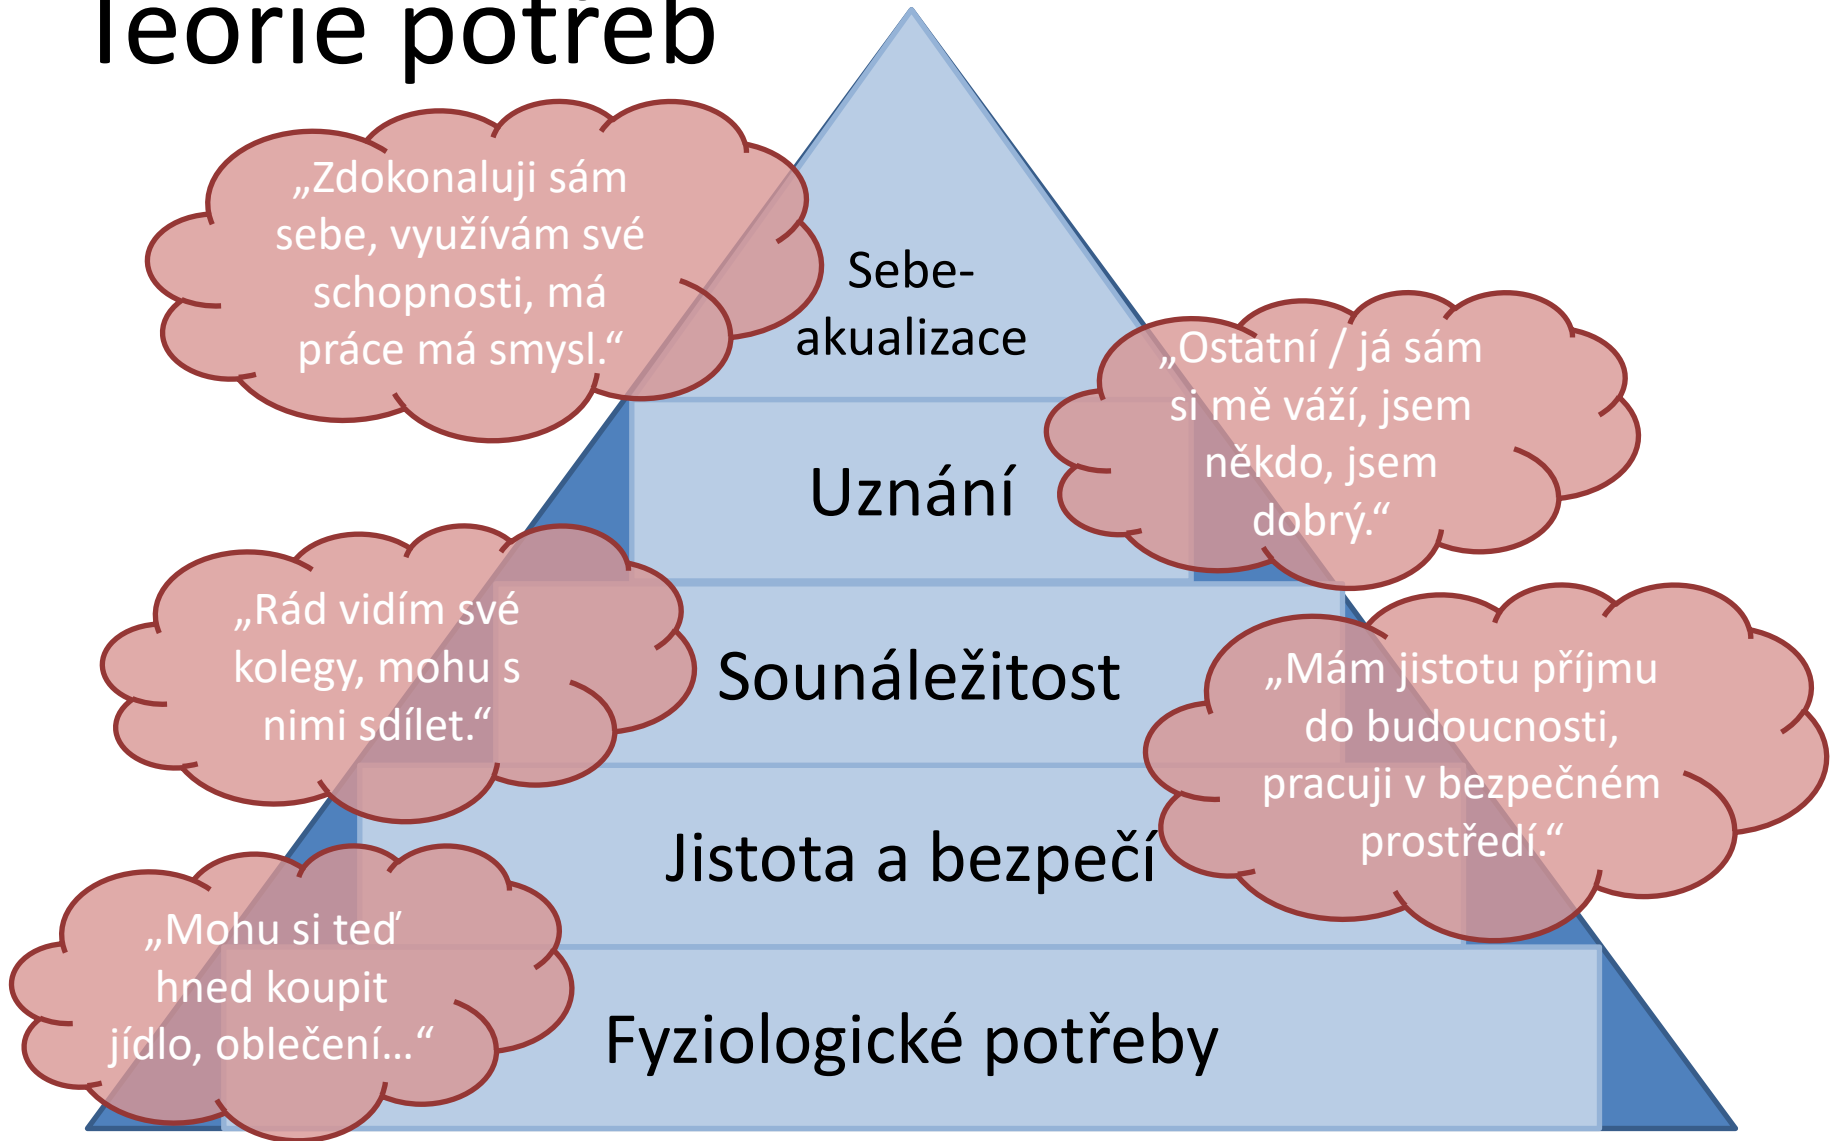 Teorie potřeb
„Zdokonaluji sám
sebe, využívám své
schopnosti, má
práce má smysl.“
Sebe-
akualizace
„Ostatní / já sám
si mě váží, jsem
někdo, jsem
dobrý.“
Uznání
„Rád vidím své
kolegy, mohu s
nimi sdílet.“
Sounáležitost
„Mám jistotu příjmu
do budoucnosti,
pracuji v bezpečném
prostředí.“
Jistota a bezpečí
„Mohu si teď
hned koupit
jídlo, oblečení…“
Fyziologické potřeby